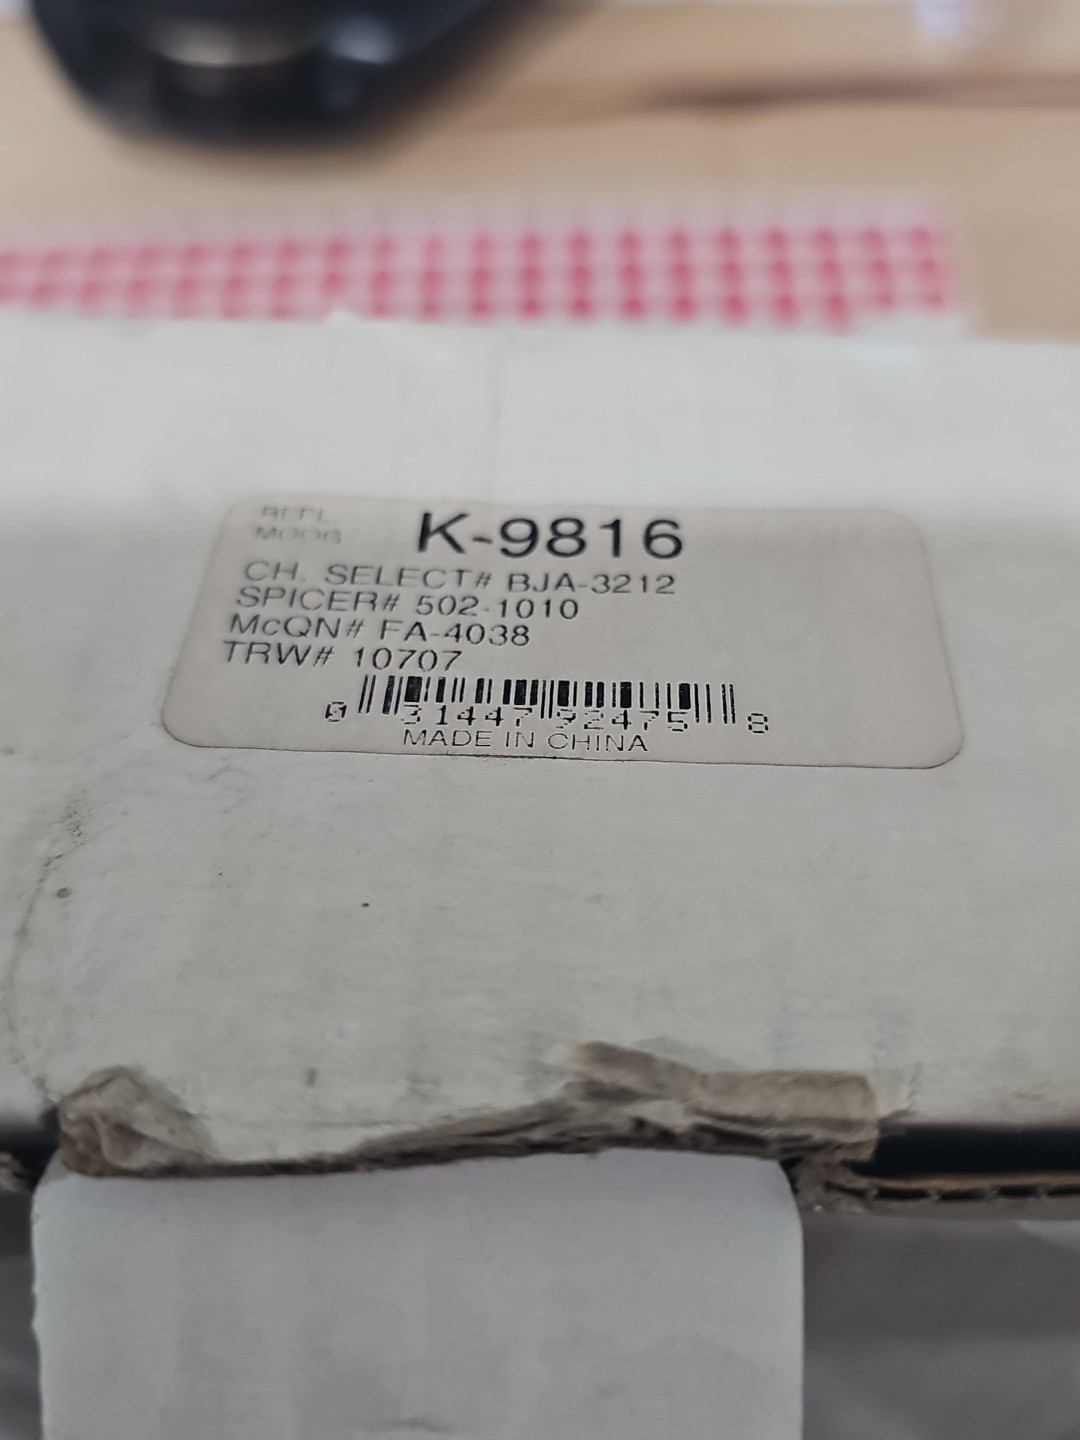 REPL. K-9816
MOOG
CH. SELECT# BJA-3212
SPICER# 502-1010
McQN# FA-4038
TRW# 10707
0 31447 92475 8
MADE IN CHINA